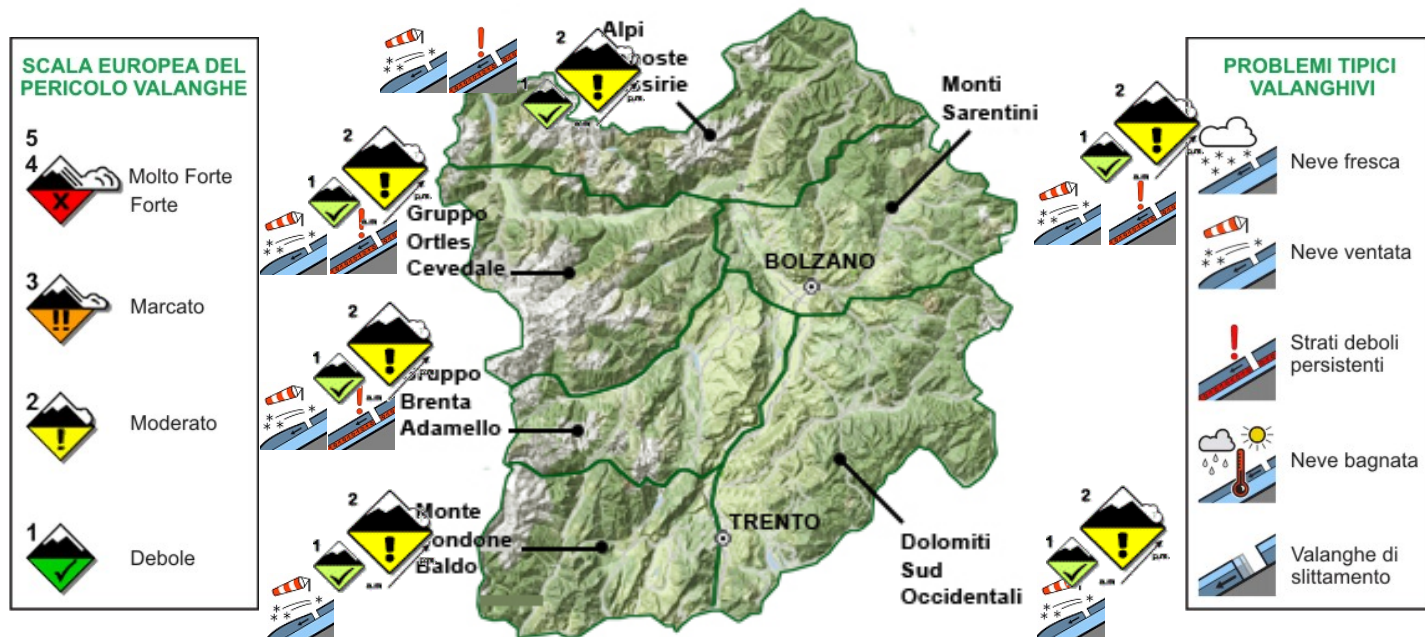 SCALA EUROPEA DEL
PERICOLO VALANGHE
5
4
Molto Forte
Forte
3
Marcato
2
Moderato
1
Debole
2
1
a.m
p.m.
Alpi
2
1
a.m
p.m.
Gruppo
Ortles
Cevedale
2
1
Brenta
Adamello
2
1
a.m
p.m.
Monte
Baldo
BOLZANO
TRENTO
Monti
Sarentini
2
1
a.m
p.m.
Dolomiti
Sud
Occidentali
2
1
a.m
p.m.
PROBLEMI TIPICI
VALANGHIVI
Neve fresca
Neve ventata
Strati deboli
persistenti
Neve bagnata
Valanghe di
slittamento